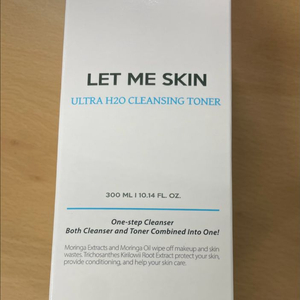 LET ME SKIN
ULTRA H2O CLEANSING TONER
300 ML I 10.14 FL. OZ.
One-step Cleanser
Both Cleanser and Toner Combined Into One!
Moringa Extracts and Moringa Oil wipe off makeup and skin
wastes. Trichosanthes Kirilowii Root Extract protect your skin,
provide conditioning, and help your skin care.